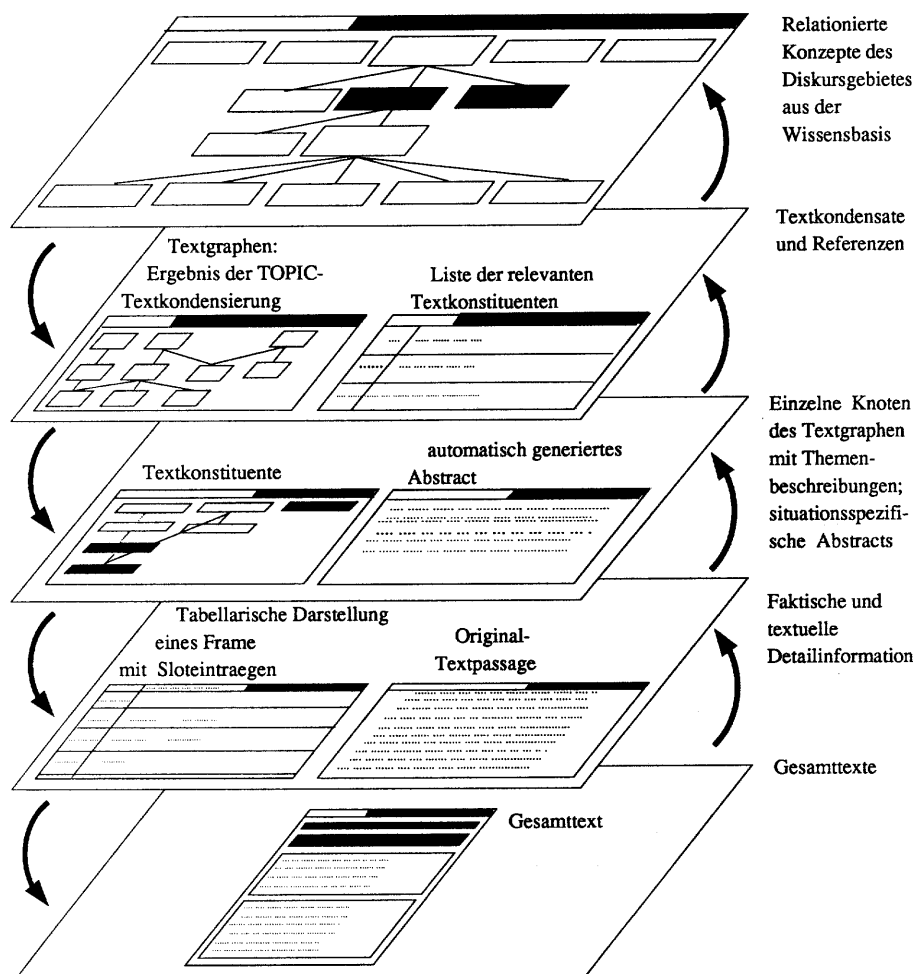 Relationierte
Konzepte des
Diskursgebietes
aus der
Wissensbasis
Textkondensate
und Referenzen
Textgraphen:
Ergebnis der TOPIC-
Textkondensierung
Liste der relevanten
Textkonstituenten
Einzelne Knoten
des Textgraphen
mit Themen-
beschreibungen;
situationsspezifi-
sche Abstracts
Textkonstituente
automatisch generiertes
Abstract
Faktische und
textuelle
Detailinformation
Tabellarische Darstellung
eines Frame
mit Sloteintraegen
Original-
Textpassage
Gesamttexte
Gesamttext